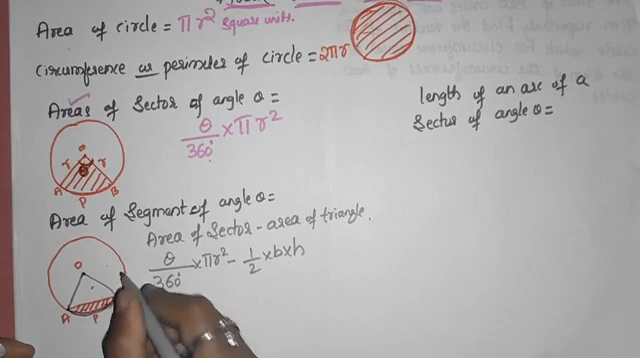 Area of circle = πr² square units.
circumference or perimeter of circle = 2πr
Areas of Sector of angle θ =
θ/360° × πr²
length of an arc of a
Sector of angle θ =
O
r θ r
A P B
Area of Segment of angle θ =
Area of Sector - area of triangle.
θ/360° × πr² - 1/2 × b × h
O
A P